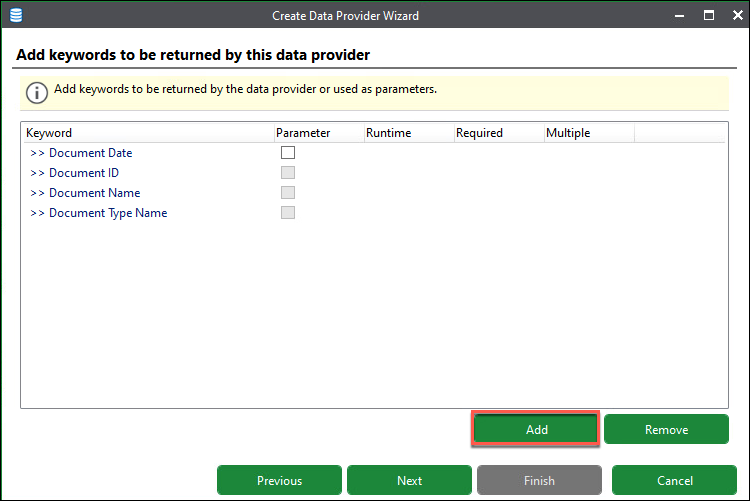 Create Data Provider Wizard
Add keywords to be returned by this data provider
Add keywords to be returned by the data provider or used as parameters.
Keyword Parameter Runtime Required Multiple
>> Document Date
>> Document ID
>> Document Name
>> Document Type Name
Add Remove
Previous Next Finish Cancel